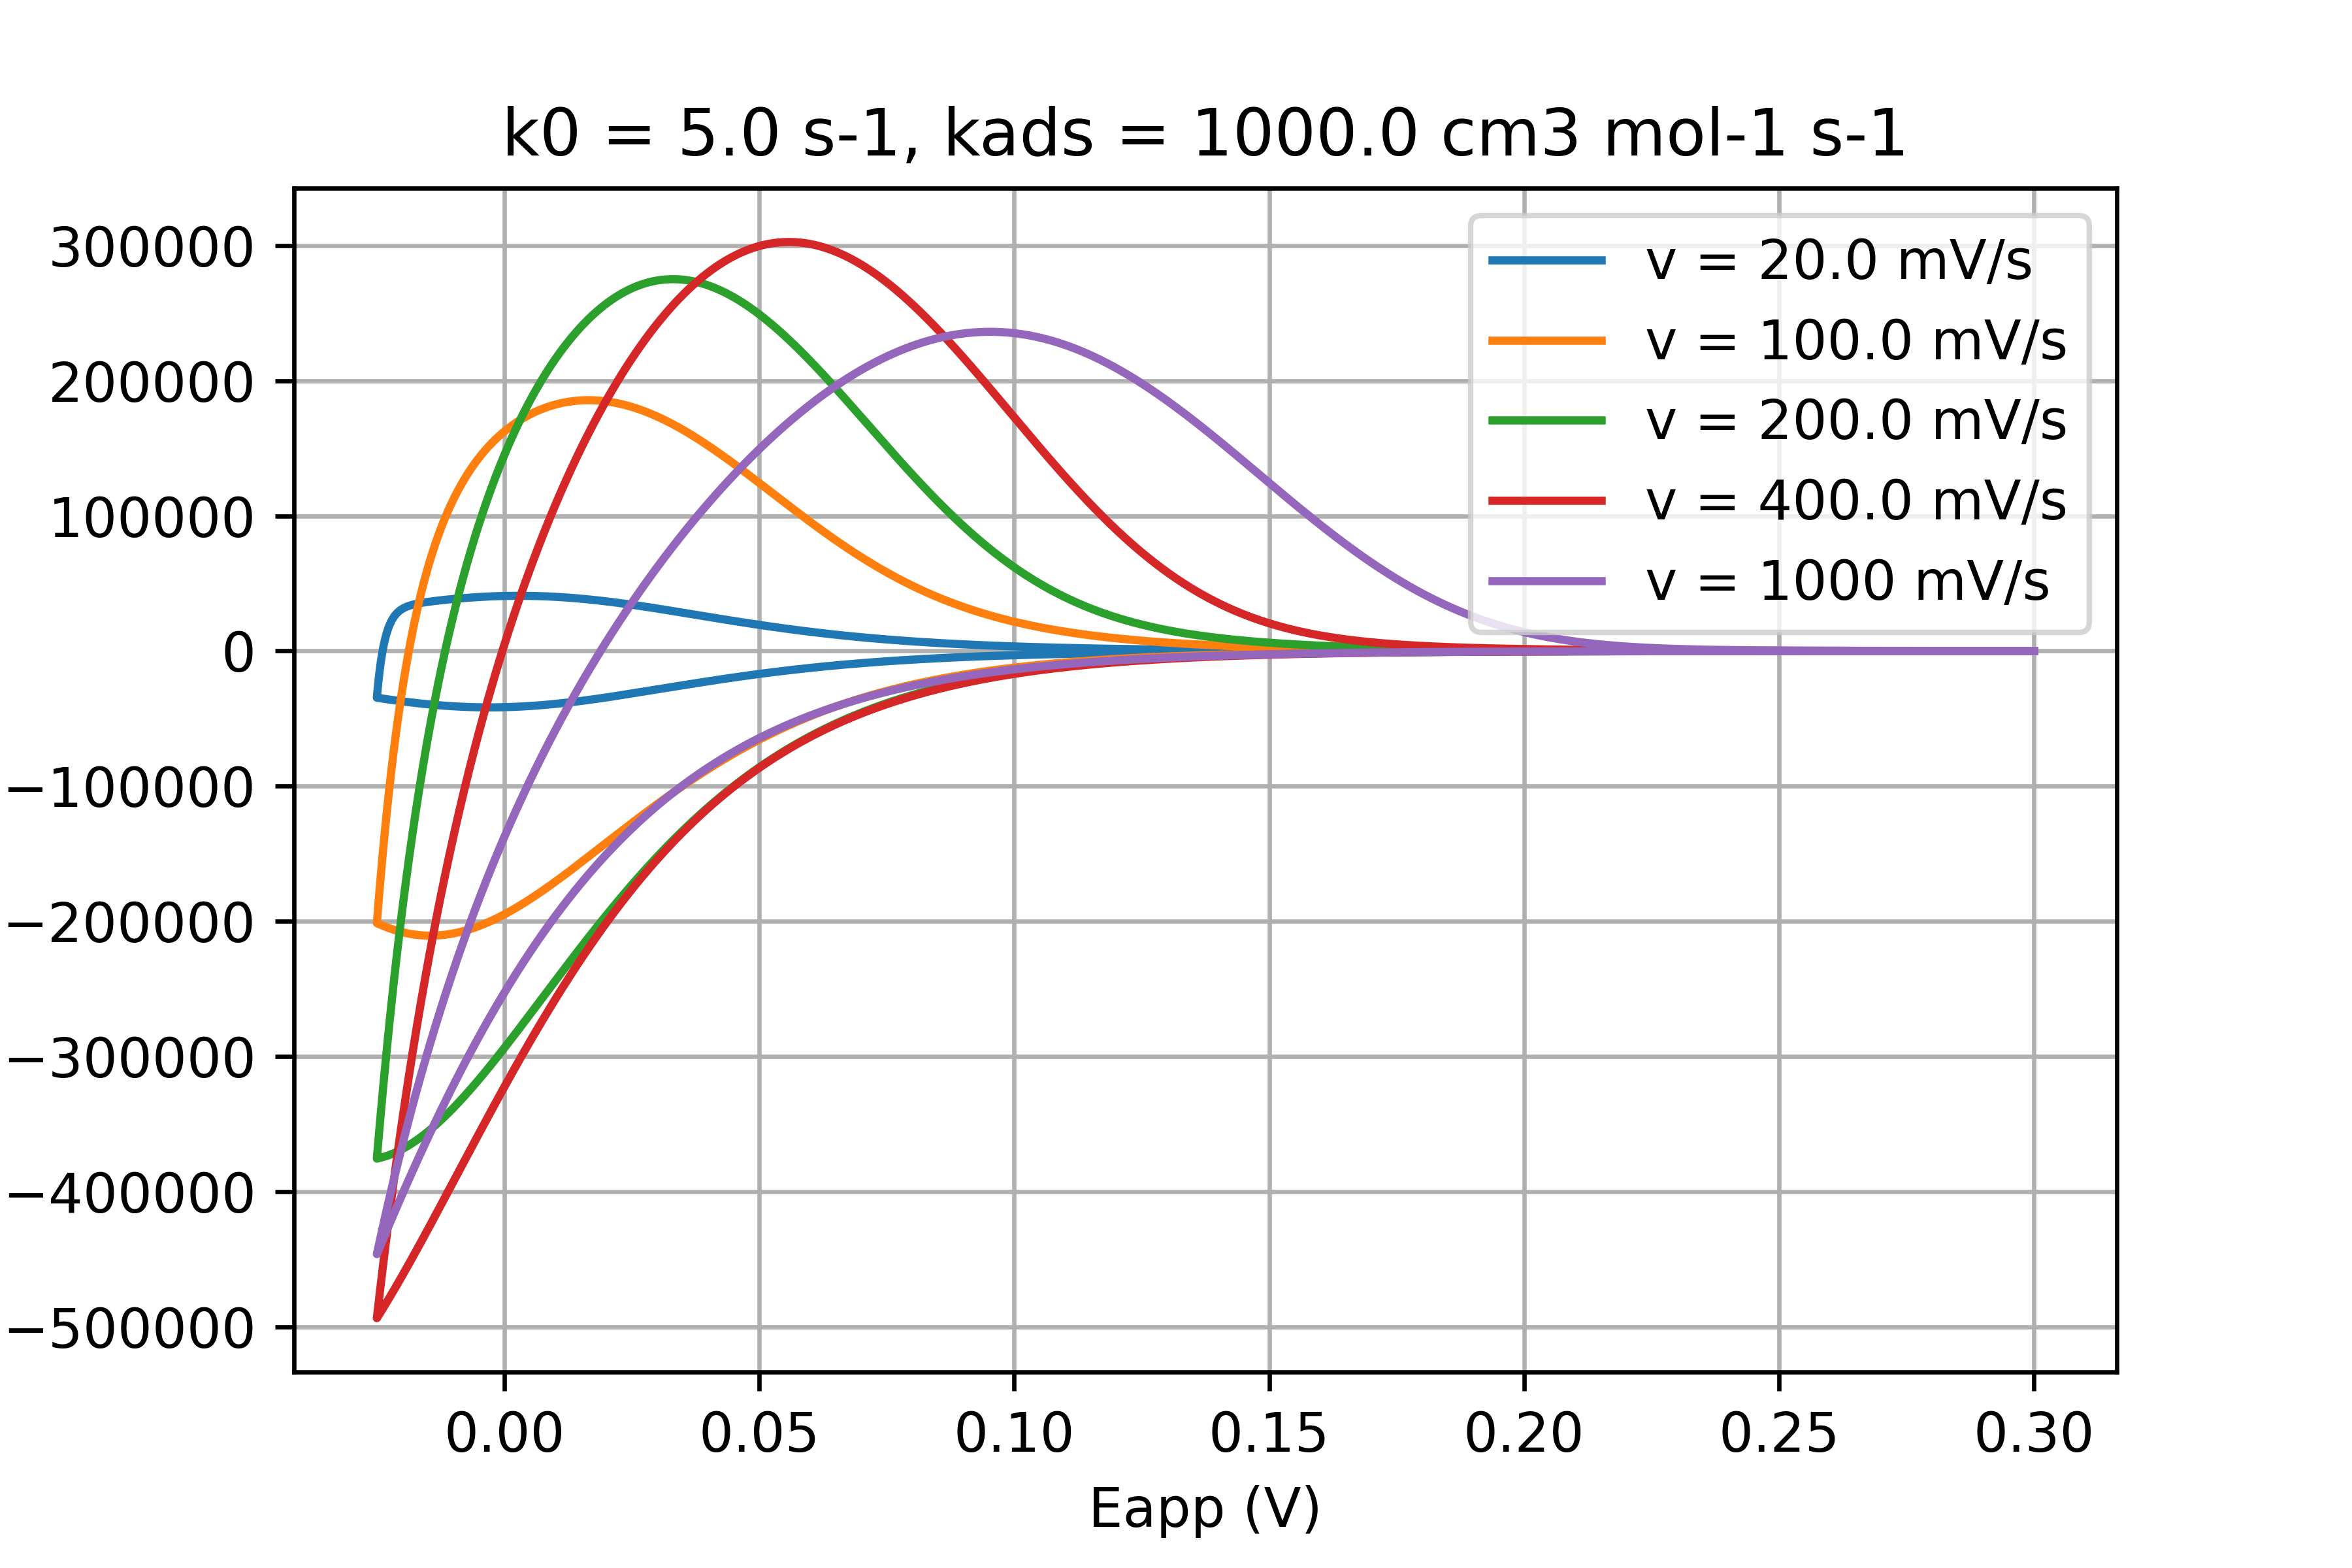 k0 = 5.0 s-1, kads = 1000.0 cm3 mol-1 s-1
300000
200000
100000
0
−100000
−200000
−300000
−400000
−500000
v = 20.0 mV/s
v = 100.0 mV/s
v = 200.0 mV/s
v = 400.0 mV/s
v = 1000 mV/s
0.00 0.05 0.10 0.15 0.20 0.25 0.30
Eapp (V)